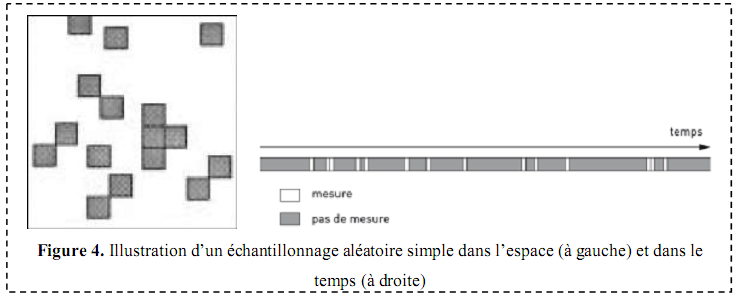 temps
mesure
pas de mesure
Figure 4. Illustration d’un échantillonnage aléatoire simple dans l’espace (à gauche) et dans le
temps (à droite)